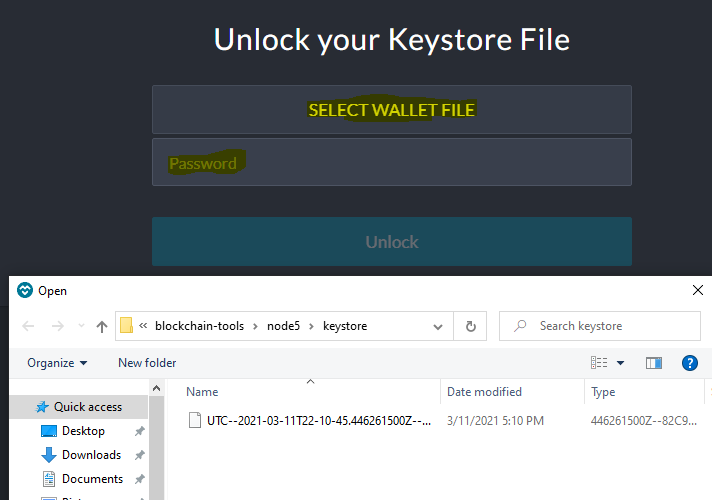 Unlock your Keystore File
SELECT WALLET FILE
Password
Unlock
Open
« blockchain-tools > node5 > keystore
Search keystore
Organize
New folder
Name Date modified Type
Quick access
UTC--2021-03-11T22-10-45.446261500Z--... 3/11/2021 5:10 PM 446261500Z--82C9...
Desktop
Downloads
Documents